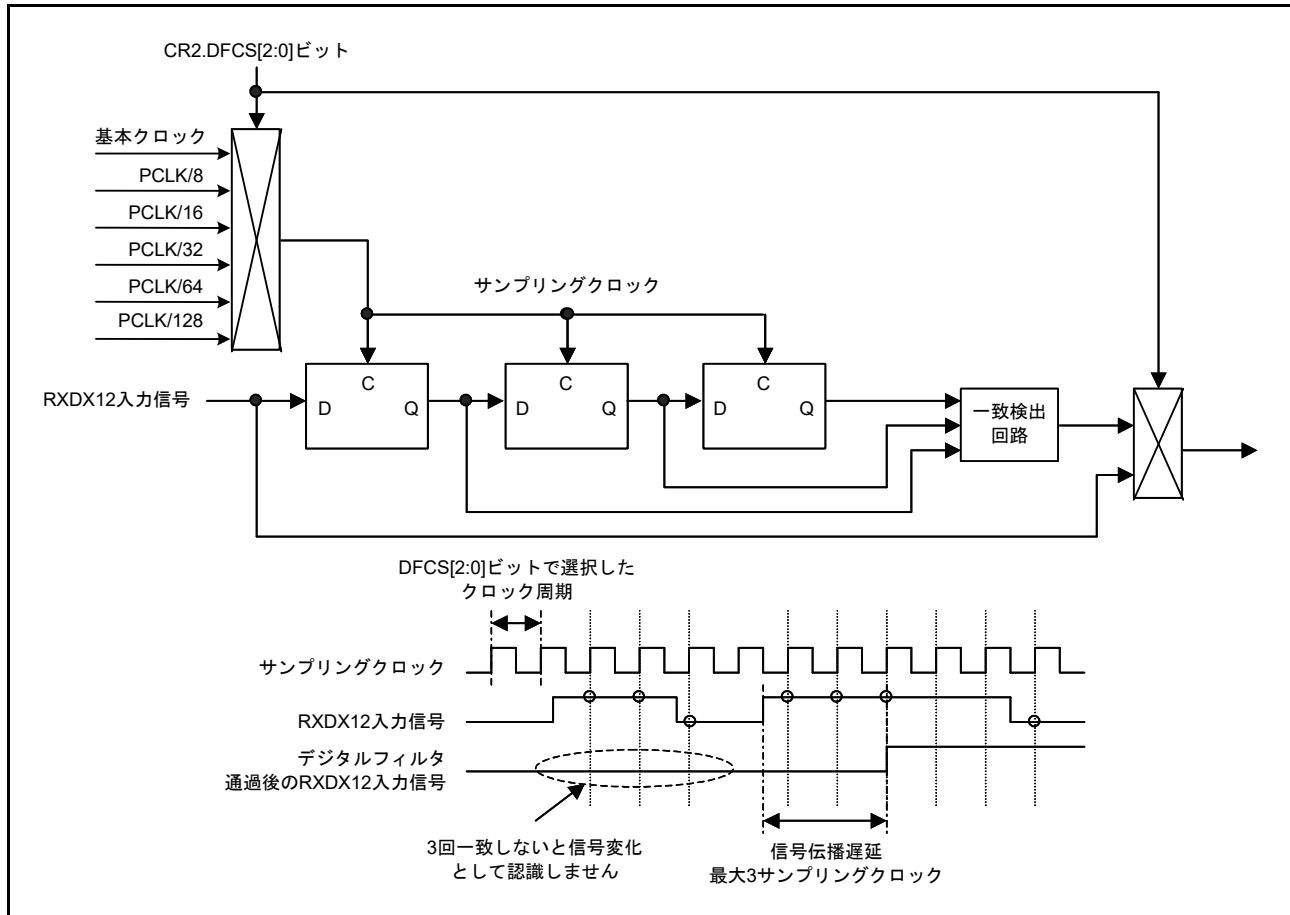 CR2.DFCS[2:0]ビット
基本クロック
PCLK/8
PCLK/16
PCLK/32
PCLK/64
PCLK/128
サンプリングクロック
RXDX12入力信号
C
D
Q
C
D
Q
C
D
Q
一致検出
回路
DFCS[2:0]ビットで選択した
クロック周期
サンプリングクロック
RXDX12入力信号
デジタルフィルタ
通過後のRXDX12入力信号
3回一致しないと信号変化
として認識しません
信号伝播遅延
最大3サンプリングクロック